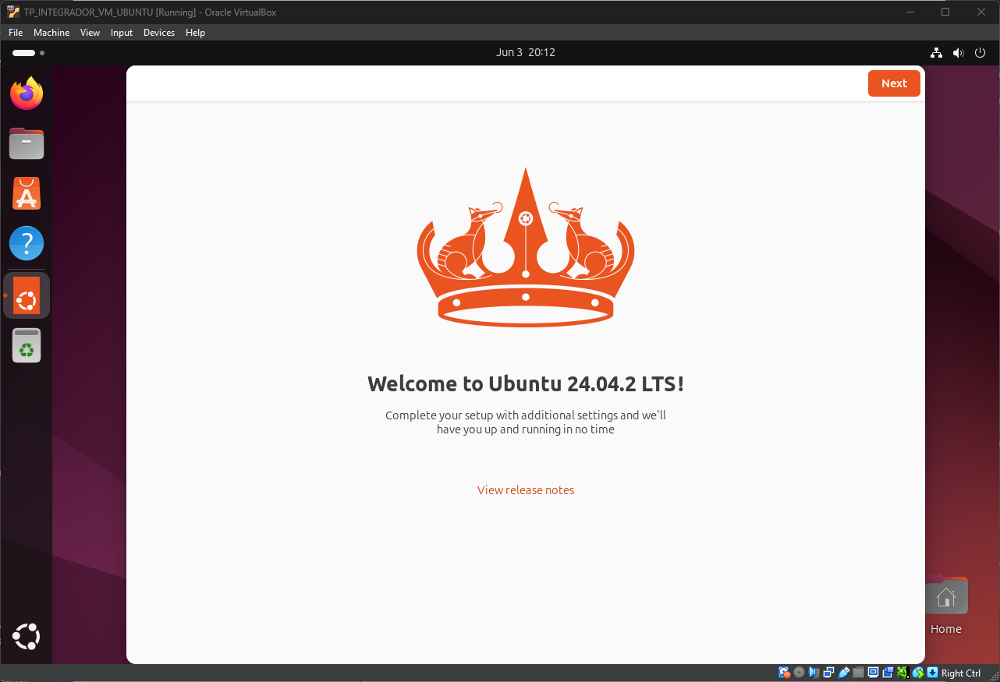 TP_INTEGRADOR_VM_UBUNTU [Running] - Oracle VirtualBox
File Machine View Input Devices Help
Jun 3 20:12
Next
Welcome to Ubuntu 24.04.2 LTS!
Complete your setup with additional settings and we'll
have you up and running in no time
View release notes
Home
Right Ctrl